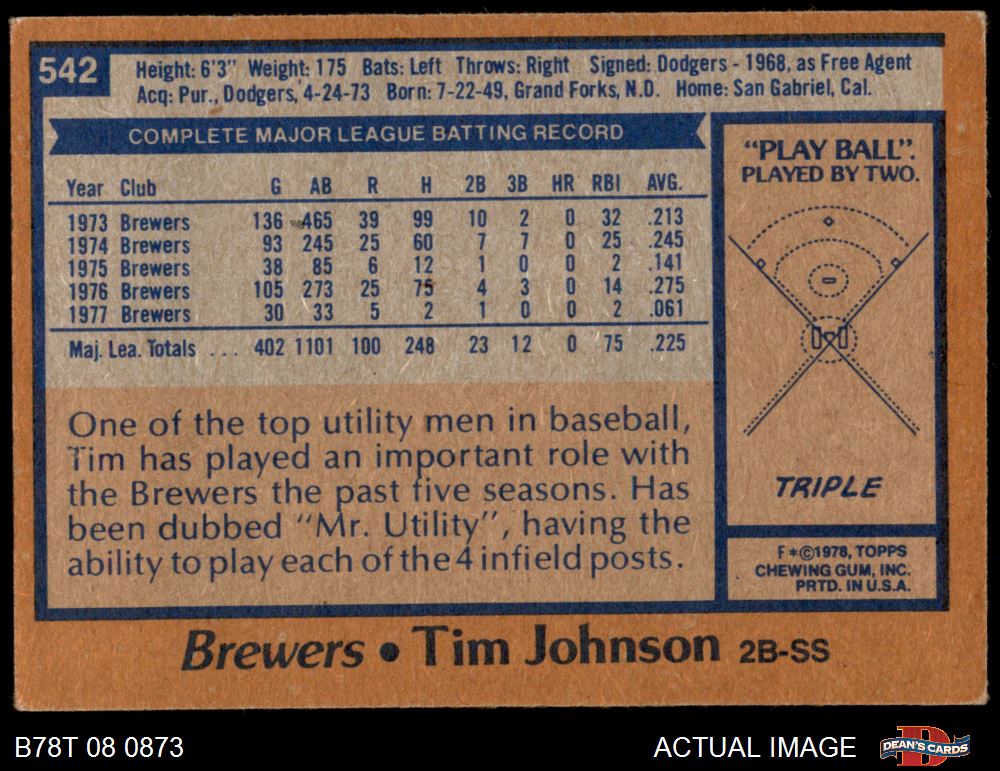 542
Height: 6'3" Weight: 175 Bats: Left Throws: Right Signed: Dodgers - 1968, as Free Agent
Acq: Pur., Dodgers, 4-24-73 Born: 7-22-49, Grand Forks, N.D. Home: San Gabriel, Cal.
COMPLETE MAJOR LEAGUE BATTING RECORD
Year Club G AB R H 2B 3B HR RBI AVG.
1973 Brewers 136 465 39 99 10 2 0 32 .213
1974 Brewers 93 245 25 60 7 7 0 25 .245
1975 Brewers 38 85 6 12 1 0 0 2 .141
1976 Brewers 105 273 25 75 4 3 0 14 .275
1977 Brewers 30 33 5 2 1 0 0 2 .061
Maj. Lea. Totals ... 402 1101 100 248 23 12 0 75 .225
One of the top utility men in baseball,
Tim has played an important role with
the Brewers the past five seasons. Has
been dubbed "Mr. Utility", having the
ability to play each of the 4 infield posts.
"PLAY BALL".
PLAYED BY TWO.
TRIPLE
F*©1978, TOPPS
CHEWING GUM, INC.
PRTD. IN U.S.A.
Brewers • Tim Johnson 2B-SS
B78T 08 0873
ACTUAL IMAGE
DEAN'S CARDS